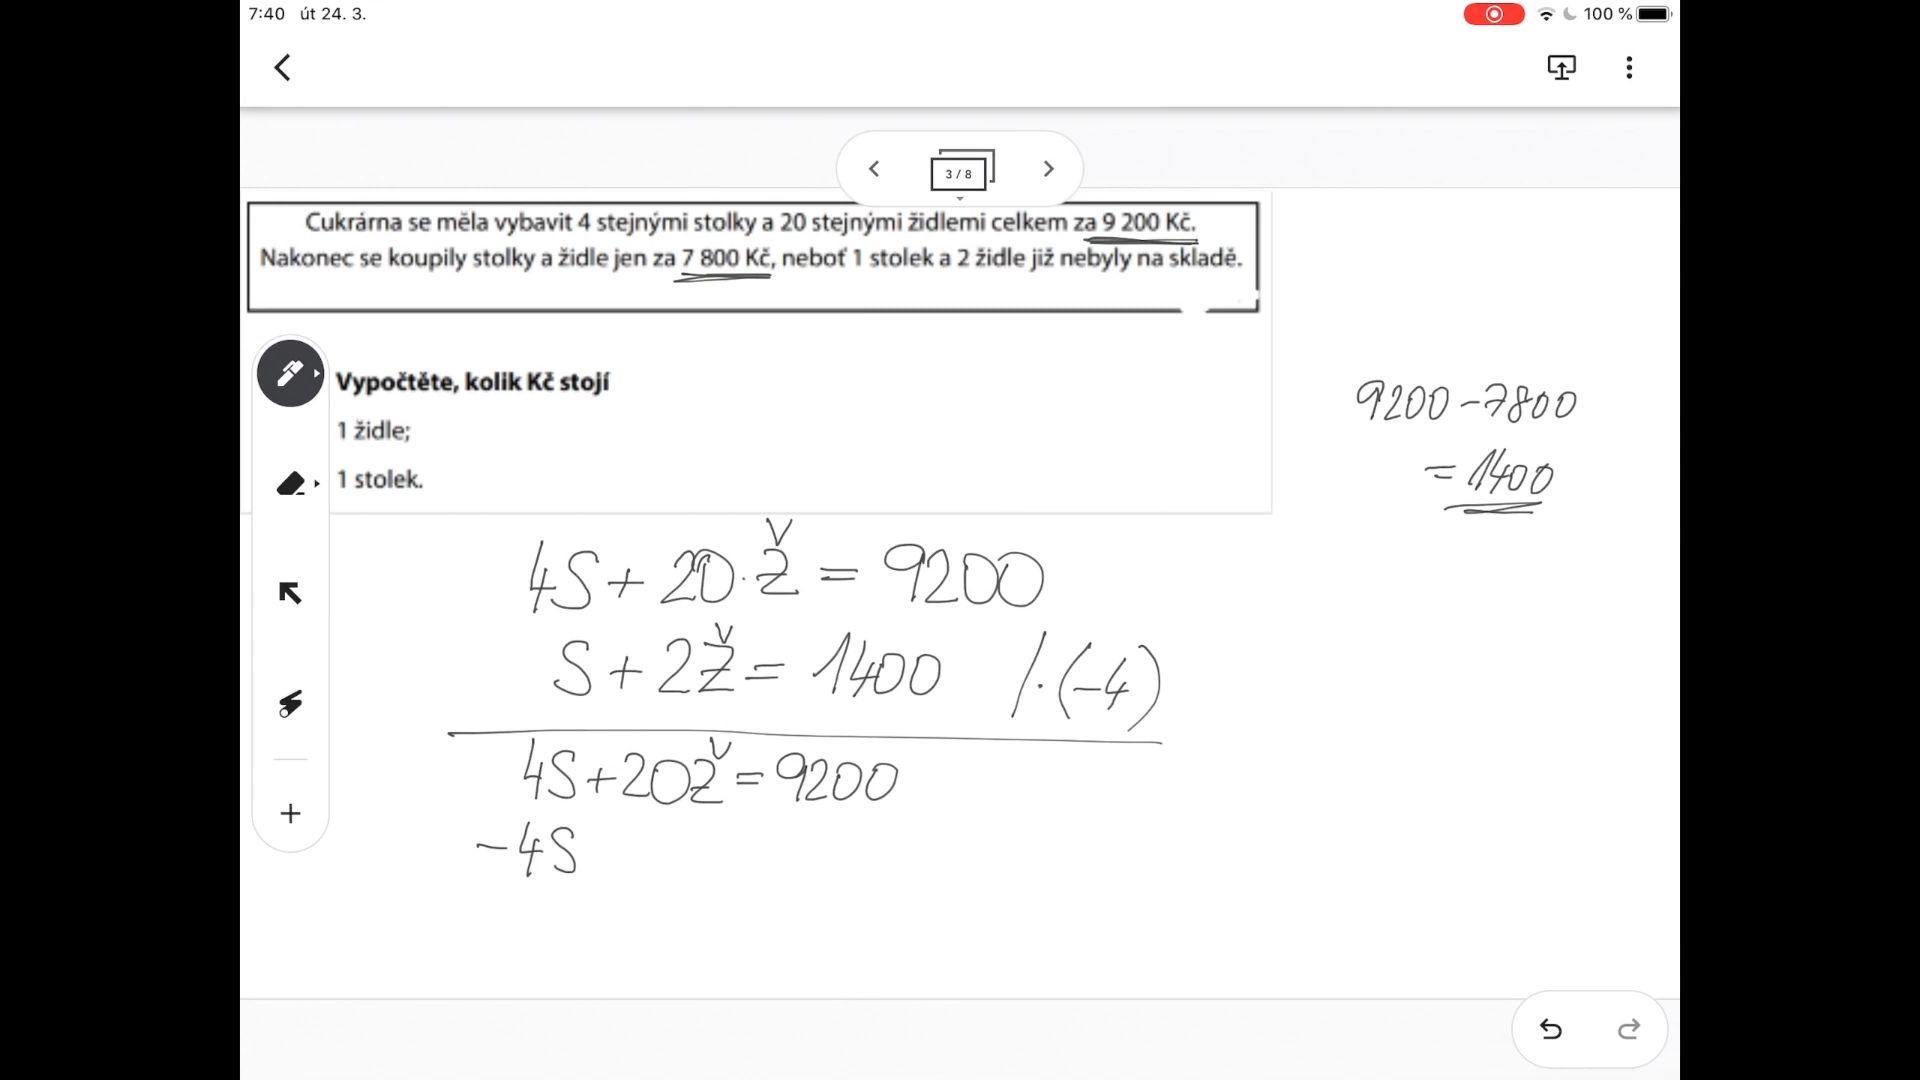 7:40 út 24. 3.
100 %
3 / 8
Cukrárna se měla vybavit 4 stejnými stolky a 20 stejnými židlemi celkem za 9 200 Kč.
Nakonec se koupily stolky a židle jen za 7 800 Kč, neboť 1 stolek a 2 židle již nebyly na skladě.
Vypočtěte, kolik Kč stojí
1 židle;
1 stolek.
9200-7800
= 1400
4S + 20·Ž = 9200
S + 2Ž = 1400 /·(-4)
4S+20Ž=9200
-4S